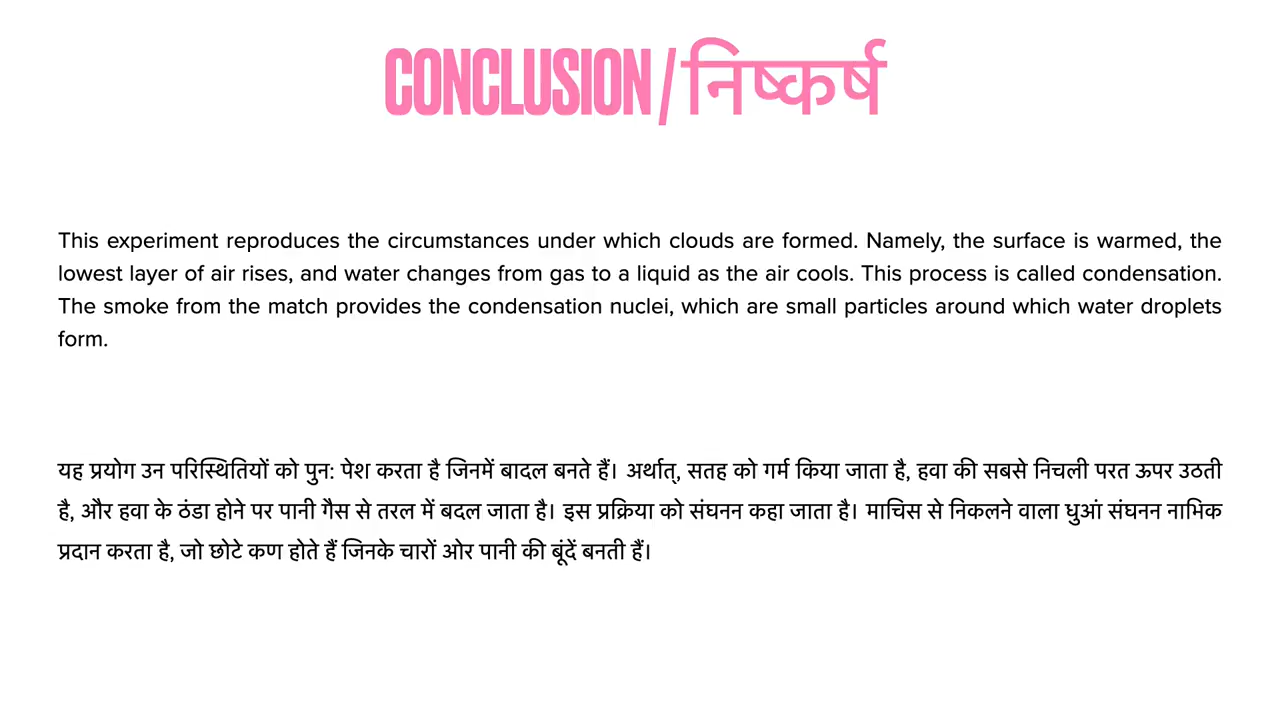 CONCLUSION/निष्कर्ष
This experiment reproduces the circumstances under which clouds are formed. Namely, the surface is warmed, the
lowest layer of air rises, and water changes from gas to a liquid as the air cools. This process is called condensation.
The smoke from the match provides the condensation nuclei, which are small particles around which water droplets
form.
यह प्रयोग उन परिस्थितियों को पुन: पेश करता है जिनमें बादल बनते हैं। अर्थात्, सतह को गर्म किया जाता है, हवा की सबसे निचली परत ऊपर उठती
है, और हवा के ठंडा होने पर पानी गैस से तरल में बदल जाता है। इस प्रक्रिया को संघनन कहा जाता है। माचिस से निकलने वाला धुआं संघनन नाभिक
प्रदान करता है, जो छोटे कण होते हैं जिनके चारों ओर पानी की बूंदें बनती हैं।